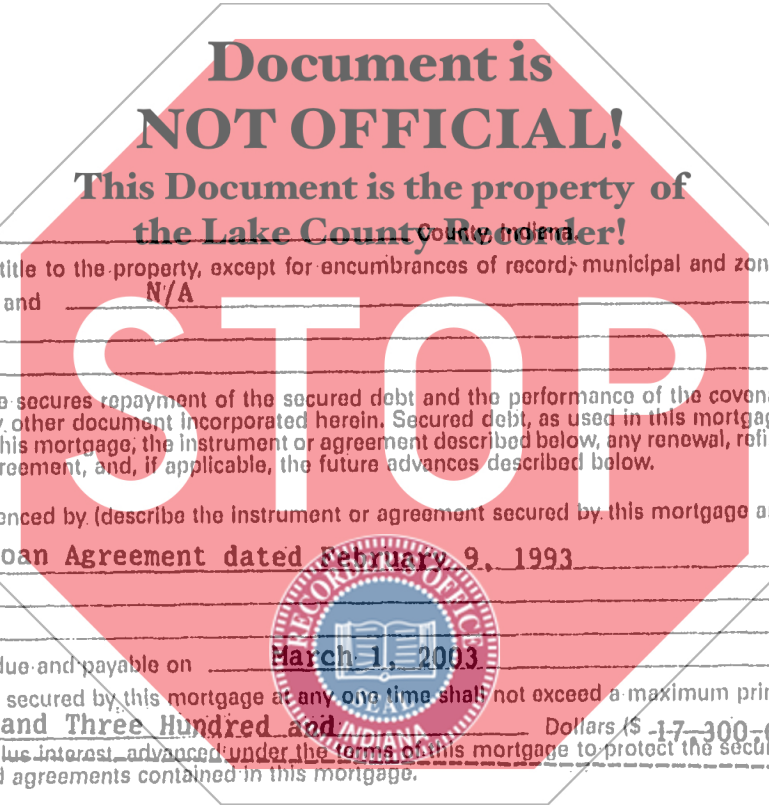 Document is
NOT OFFICIAL!
This Document is the property of
the Lake County Recorder!
County, Indiana.
title to the property, except for encumbrances of record, municipal and zon
and N/A
STOP
e secures repayment of the secured debt and the performance of the covena
y other document incorporated herein. Secured debt, as used in this mortgag
his mortgage, the instrument or agreement described below, any renewal, refi
reement, and, if applicable, the future advances described below.
enced by (describe the instrument or agreement secured by this mortgage a
oan Agreement dated February 9, 1993
RECORDER'S OFFICE
due and payable on March 1, 2003
secured by this mortgage at any one time shall not exceed a maximum prin
SEAL
and Three Hundred and Dollars ($ 17,300.
INDIANA
lus interest, advanced under the terms of this mortgage to protect the secur
d agreements contained in this mortgage.